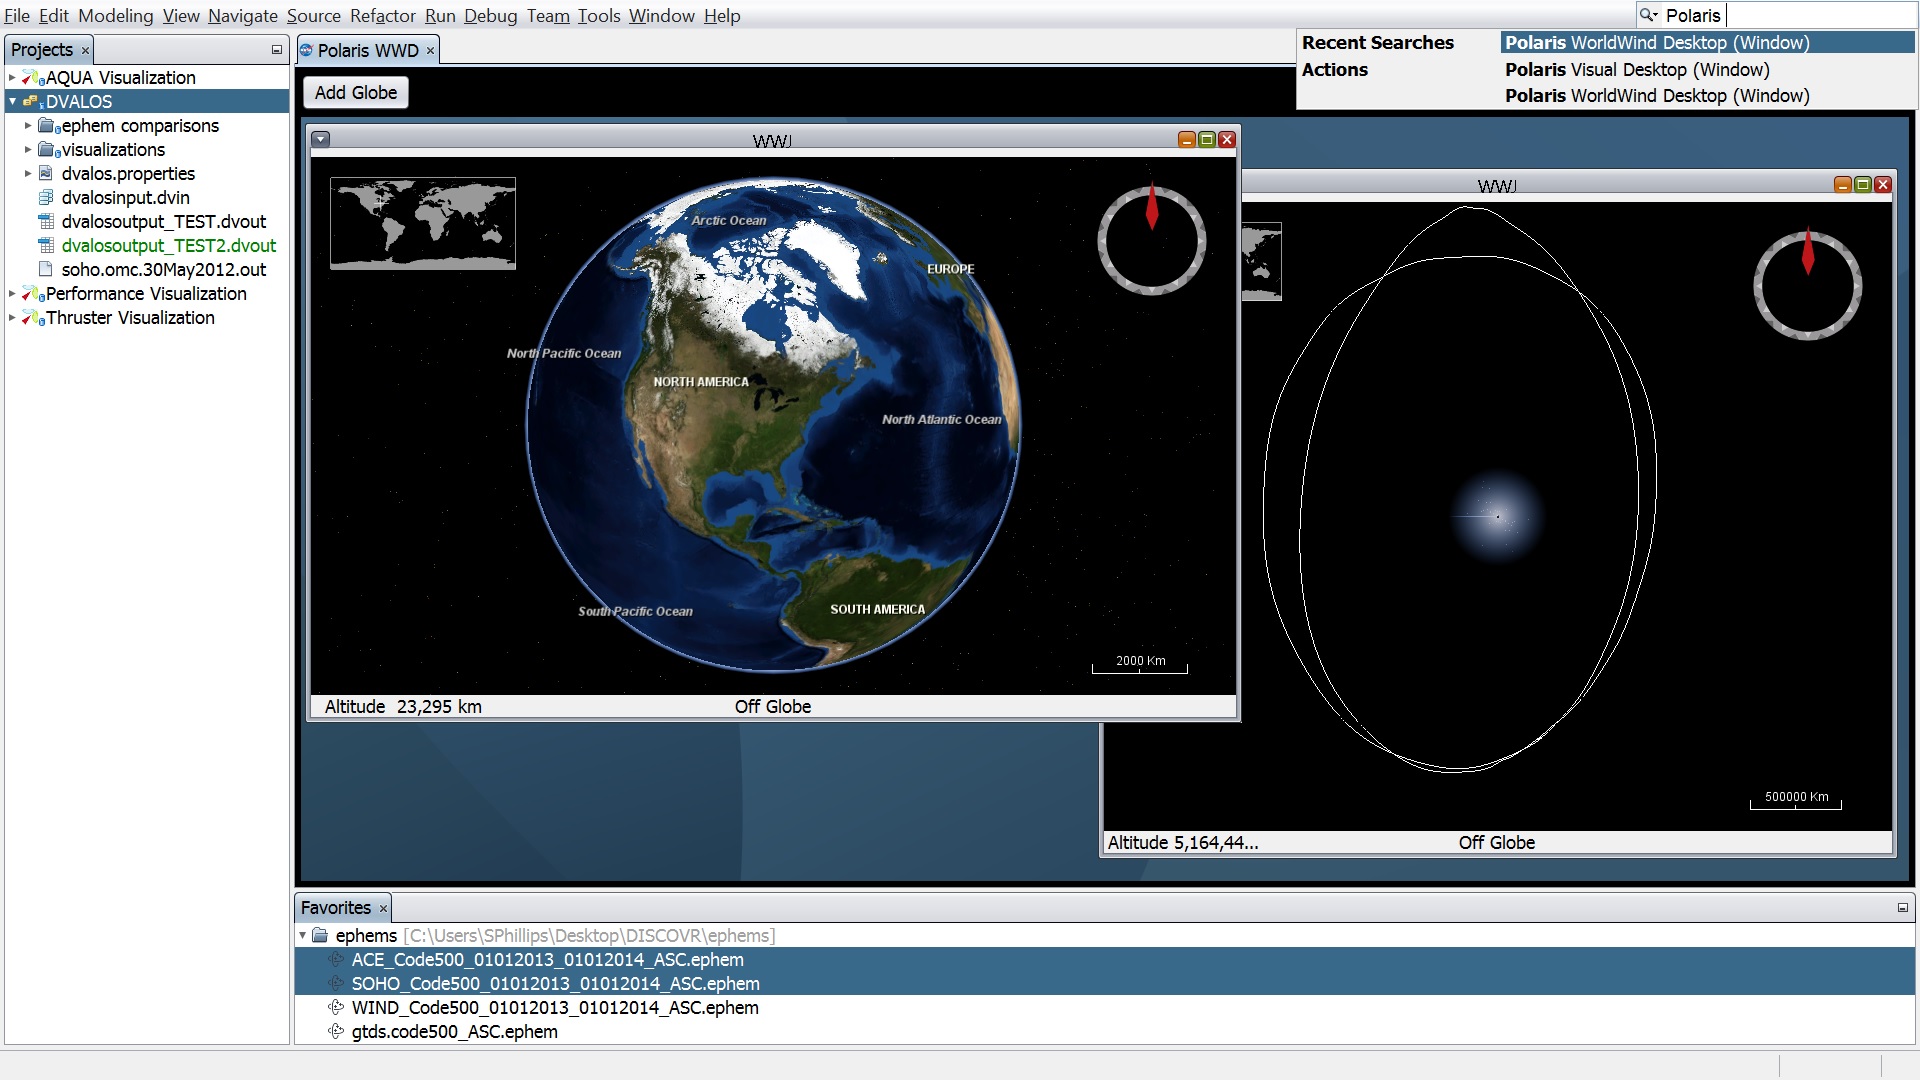 File Edit Modeling View Navigate Source Refactor Run Debug Team Tools Window Help
Polaris
Recent Searches Polaris WorldWind Desktop (Window)
Actions Polaris Visual Desktop (Window)
Polaris WorldWind Desktop (Window)
Projects
AQUA Visualization
DVALOS
ephem comparisons
visualizations
dvalos.properties
dvalosinput.dvin
dvalosoutput_TEST.dvout
dvalosoutput_TEST2.dvout
soho.omc.30May2012.out
Performance Visualization
Thruster Visualization
Polaris WWD
Add Globe
WWJ
Arctic Ocean
EUROPE
North Pacific Ocean
NORTH AMERICA
North Atlantic Ocean
South Pacific Ocean
SOUTH AMERICA
2000 Km
Altitude 23,295 km
Off Globe
WWJ
500000 Km
Altitude 5,164,44...
Off Globe
Favorites
ephems [C:\Users\SPhillips\Desktop\DISCOVR\ephems]
ACE_Code500_01012013_01012014_ASC.ephem
SOHO_Code500_01012013_01012014_ASC.ephem
WIND_Code500_01012013_01012014_ASC.ephem
gtds.code500_ASC.ephem